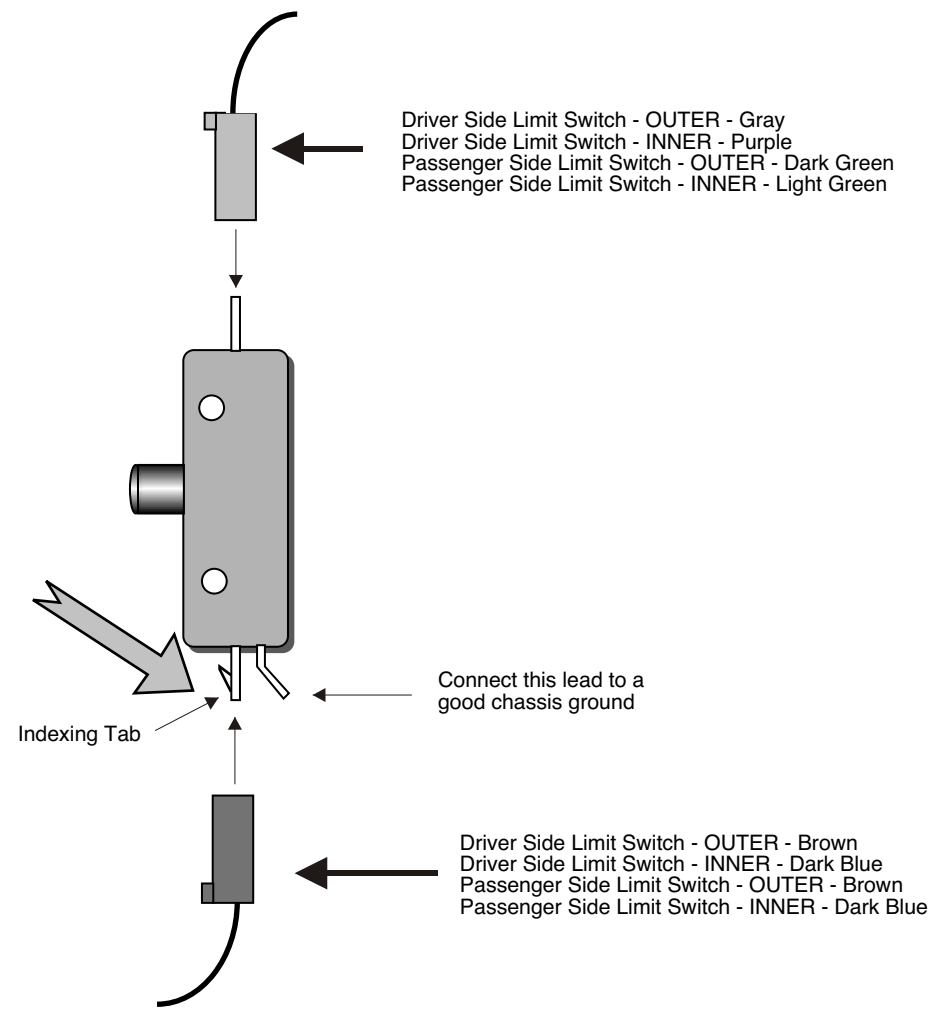 Driver Side Limit Switch - OUTER - Gray
Driver Side Limit Switch - INNER - Purple
Passenger Side Limit Switch - OUTER - Dark Green
Passenger Side Limit Switch - INNER - Light Green
Connect this lead to a
good chassis ground
Indexing Tab
Driver Side Limit Switch - OUTER - Brown
Driver Side Limit Switch - INNER - Dark Blue
Passenger Side Limit Switch - OUTER - Brown
Passenger Side Limit Switch - INNER - Dark Blue